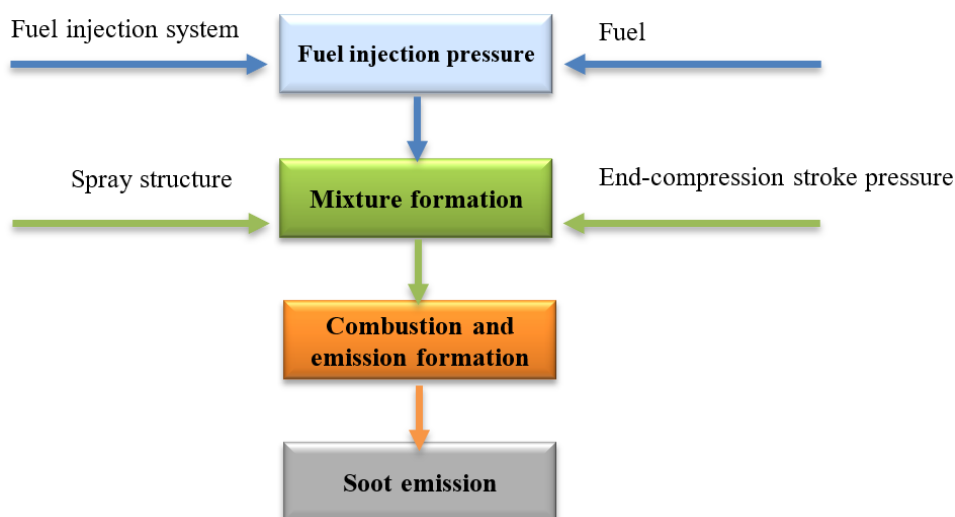 Fuel injection system
Fuel injection pressure
Fuel
Spray structure
Mixture formation
End-compression stroke pressure
Combustion and
emission formation
Soot emission